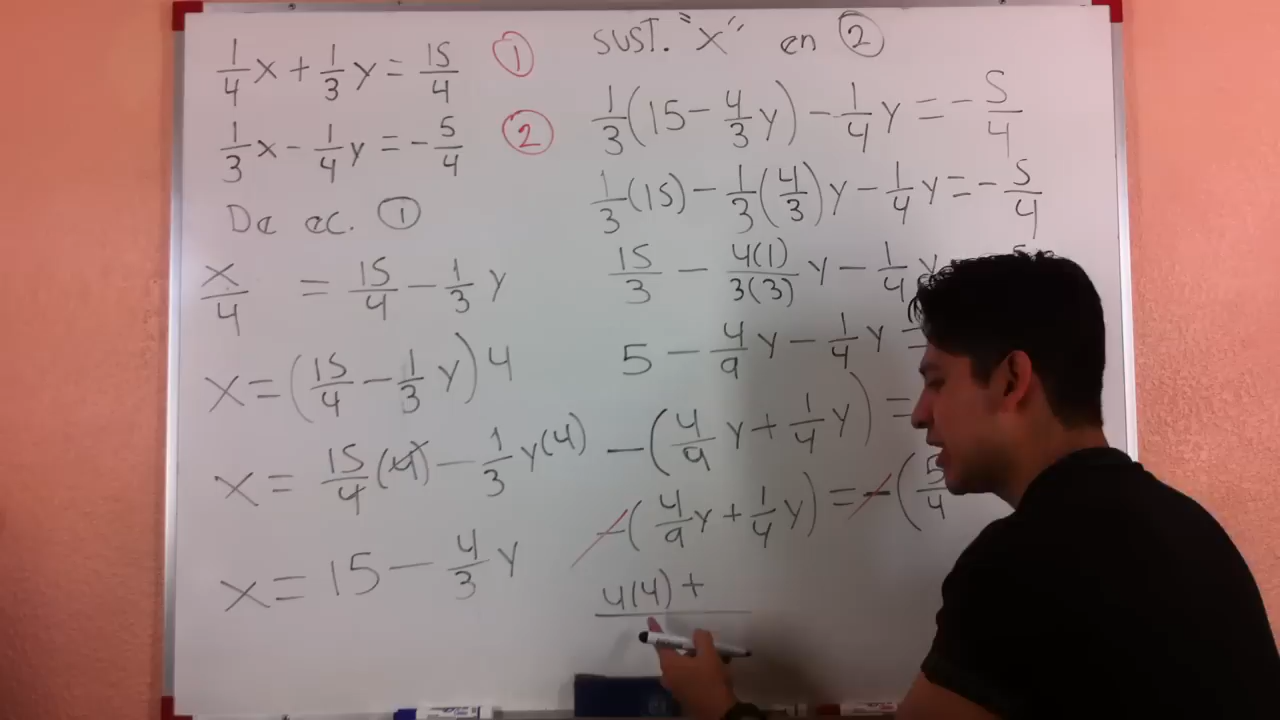 1/4 x + 1/3 y = 15/4 ①
1/3 x - 1/4 y = - 5/4 ②
De ec. ①
x/4 = 15/4 - 1/3 y
x = (15/4 - 1/3 y) 4
x = 15/4 (4) - 1/3 y(4)
x = 15 - 4/3 y
SUST. "x" en ②
1/3 (15 - 4/3 y) - 1/4 y = - 5/4
1/3 (15) - 1/3 (4/3) y - 1/4 y = - 5/4
15/3 - 4(1)/3(3) y - 1/4 y
5 - 4/9 y - 1/4 y =
- (4/9 y + 1/4 y) =
- (4/9 y + 1/4 y) = - (5/4
4(4) +